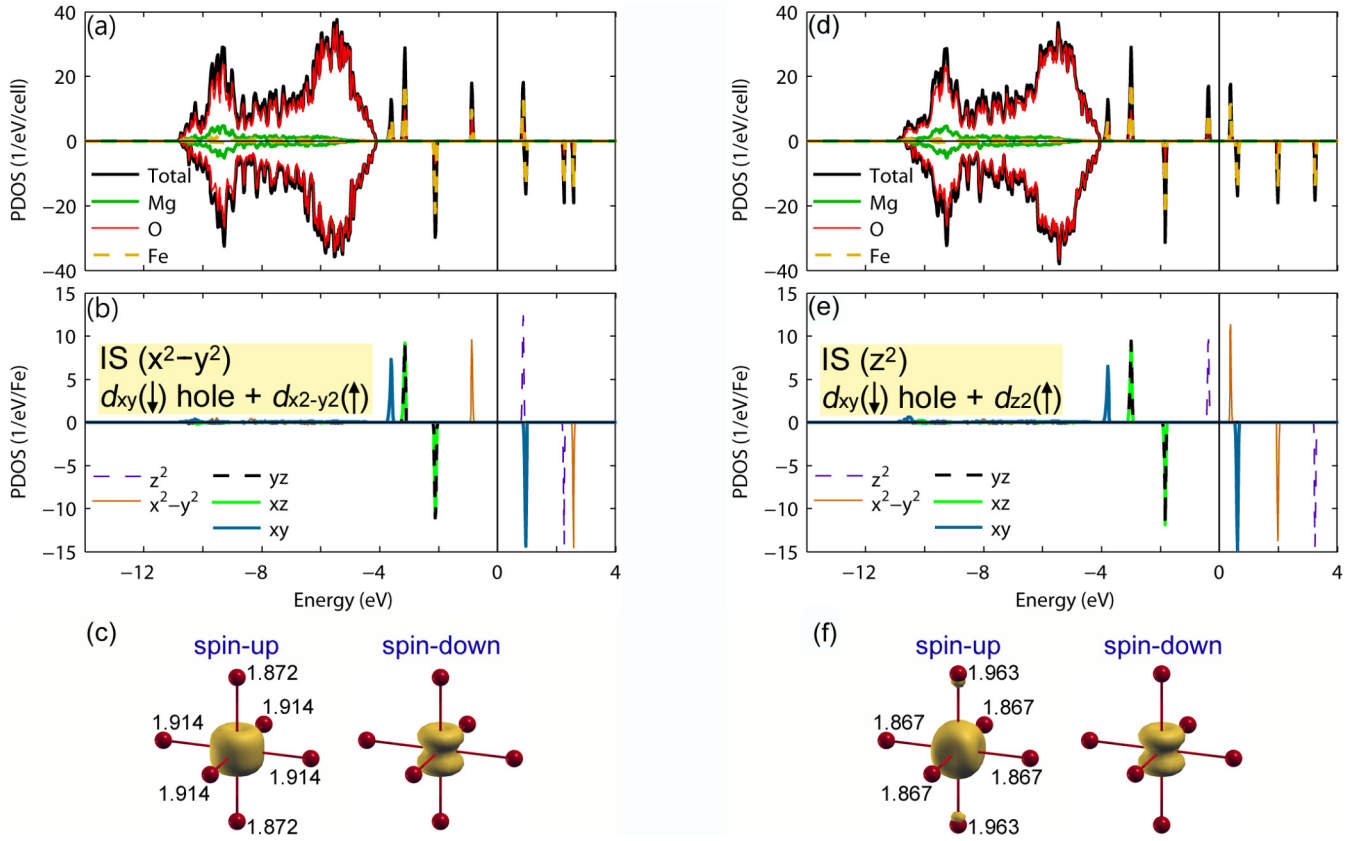 (a)
PDOS (1/eV/cell)
40
20
0
−20
−40
Total
Mg
O
Fe
(b)
PDOS (1/eV/Fe)
15
10
5
0
−5
−10
−15
IS (x²−y²)
dxy(↓) hole + dx2-y2(↑)
z²
x²−y²
yz
xz
xy
−12
−8
−4
0
4
Energy (eV)
(c)
spin-up
spin-down
1.872
1.914
1.914
1.914
1.914
1.872
(d)
PDOS (1/eV/cell)
40
20
0
−20
−40
Total
Mg
O
Fe
(e)
PDOS (1/eV/Fe)
15
10
5
0
−5
−10
−15
IS (z²)
dxy(↓) hole + dz2(↑)
z²
x²−y²
yz
xz
xy
−12
−8
−4
0
4
Energy (eV)
(f)
spin-up
spin-down
1.963
1.867
1.867
1.867
1.867
1.963